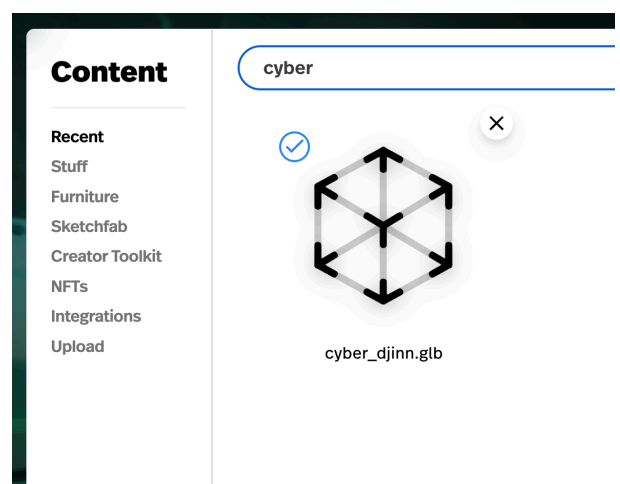 Content
Recent
Stuff
Furniture
Sketchfab
Creator Toolkit
NFTs
Integrations
Upload
cyber
cyber_djinn.glb